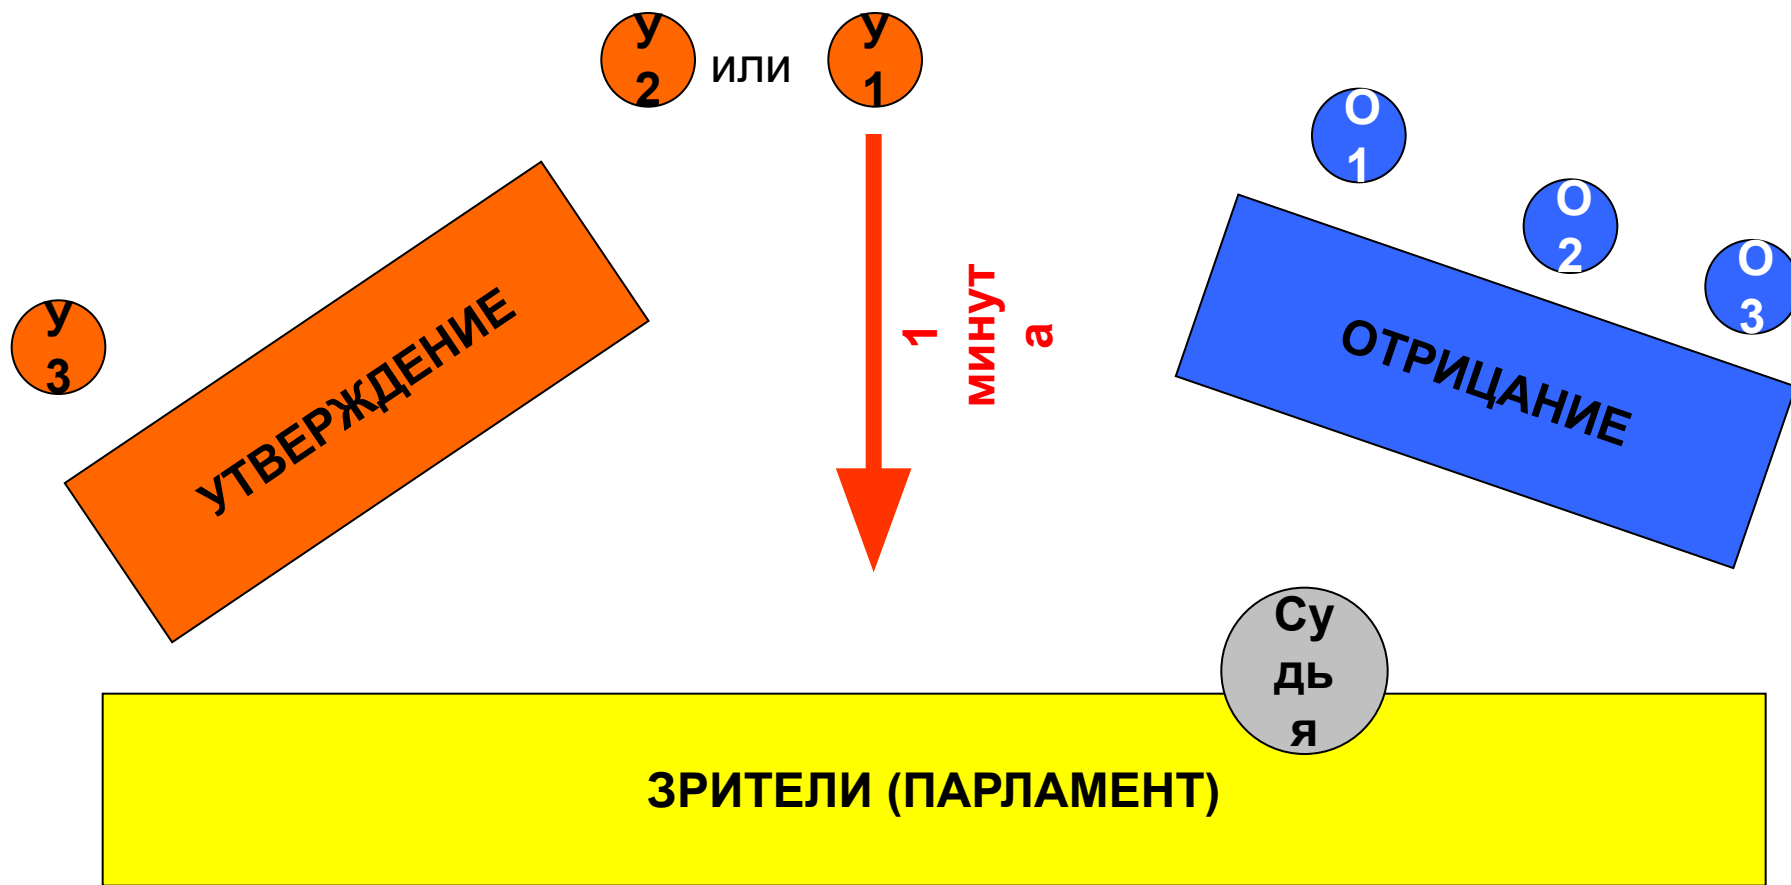 У
2
или
У
1
О
1
О
2
О
3
У
3
УТВЕРЖДЕНИЕ
1
минут
а
ОТРИЦАНИЕ
Су
дь
я
ЗРИТЕЛИ (ПАРЛАМЕНТ)